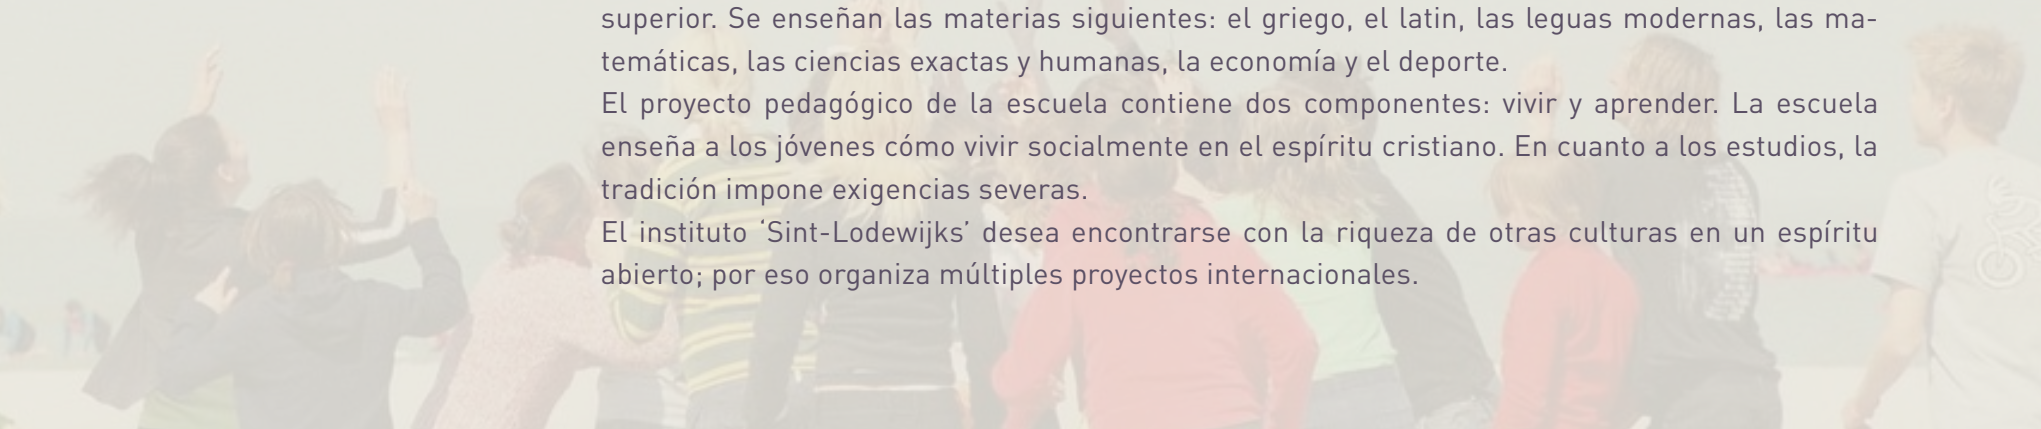 superior. Se enseñan las materias siguientes: el griego, el latin, las leguas modernas, las ma-
temáticas, las ciencias exactas y humanas, la economía y el deporte.
El proyecto pedagógico de la escuela contiene dos componentes: vivir y aprender. La escuela
enseña a los jóvenes cómo vivir socialmente en el espíritu cristiano. En cuanto a los estudios, la
tradición impone exigencias severas.
El instituto ‘Sint-Lodewijks’ desea encontrarse con la riqueza de otras culturas en un espíritu
abierto; por eso organiza múltiples proyectos internacionales.